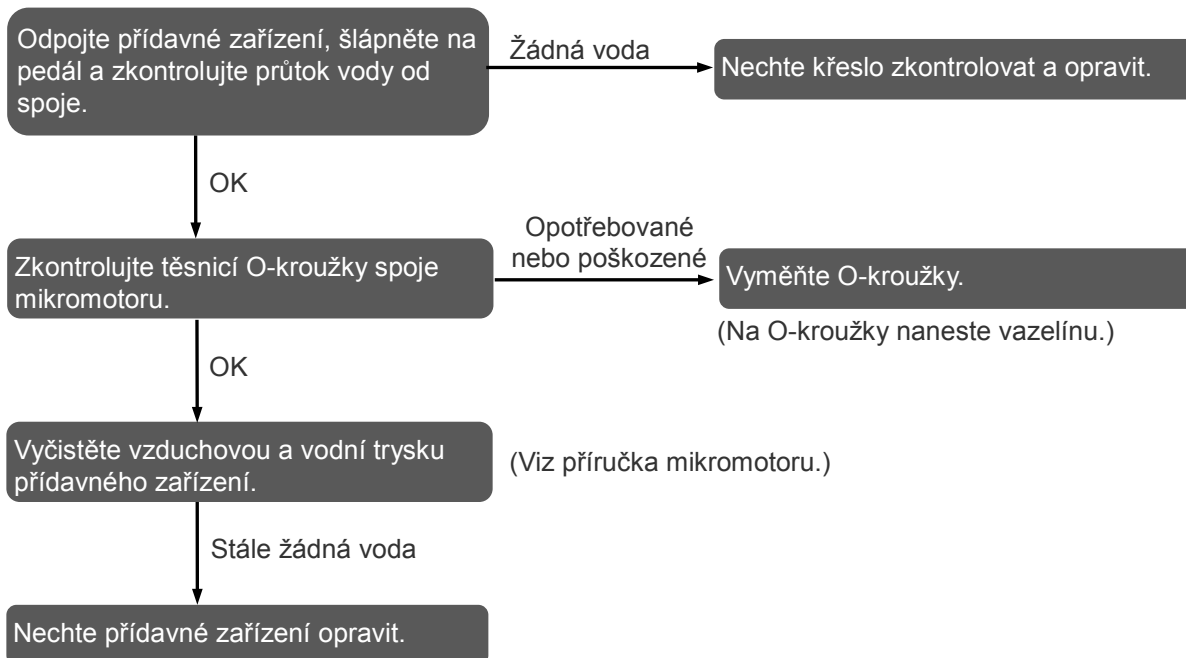 Odpojte přídavné zařízení, šlápněte na
pedál a zkontrolujte průtok vody od
spoje.
Žádná voda
Nechte křeslo zkontrolovat a opravit.
OK
Zkontrolujte těsnicí O-kroužky spoje
mikromotoru.
Opotřebované
nebo poškozené
Vyměňte O-kroužky.
(Na O-kroužky naneste vazelínu.)
OK
Vyčistěte vzduchovou a vodní trysku
přídavného zařízení.
(Viz příručka mikromotoru.)
Stále žádná voda
Nechte přídavné zařízení opravit.